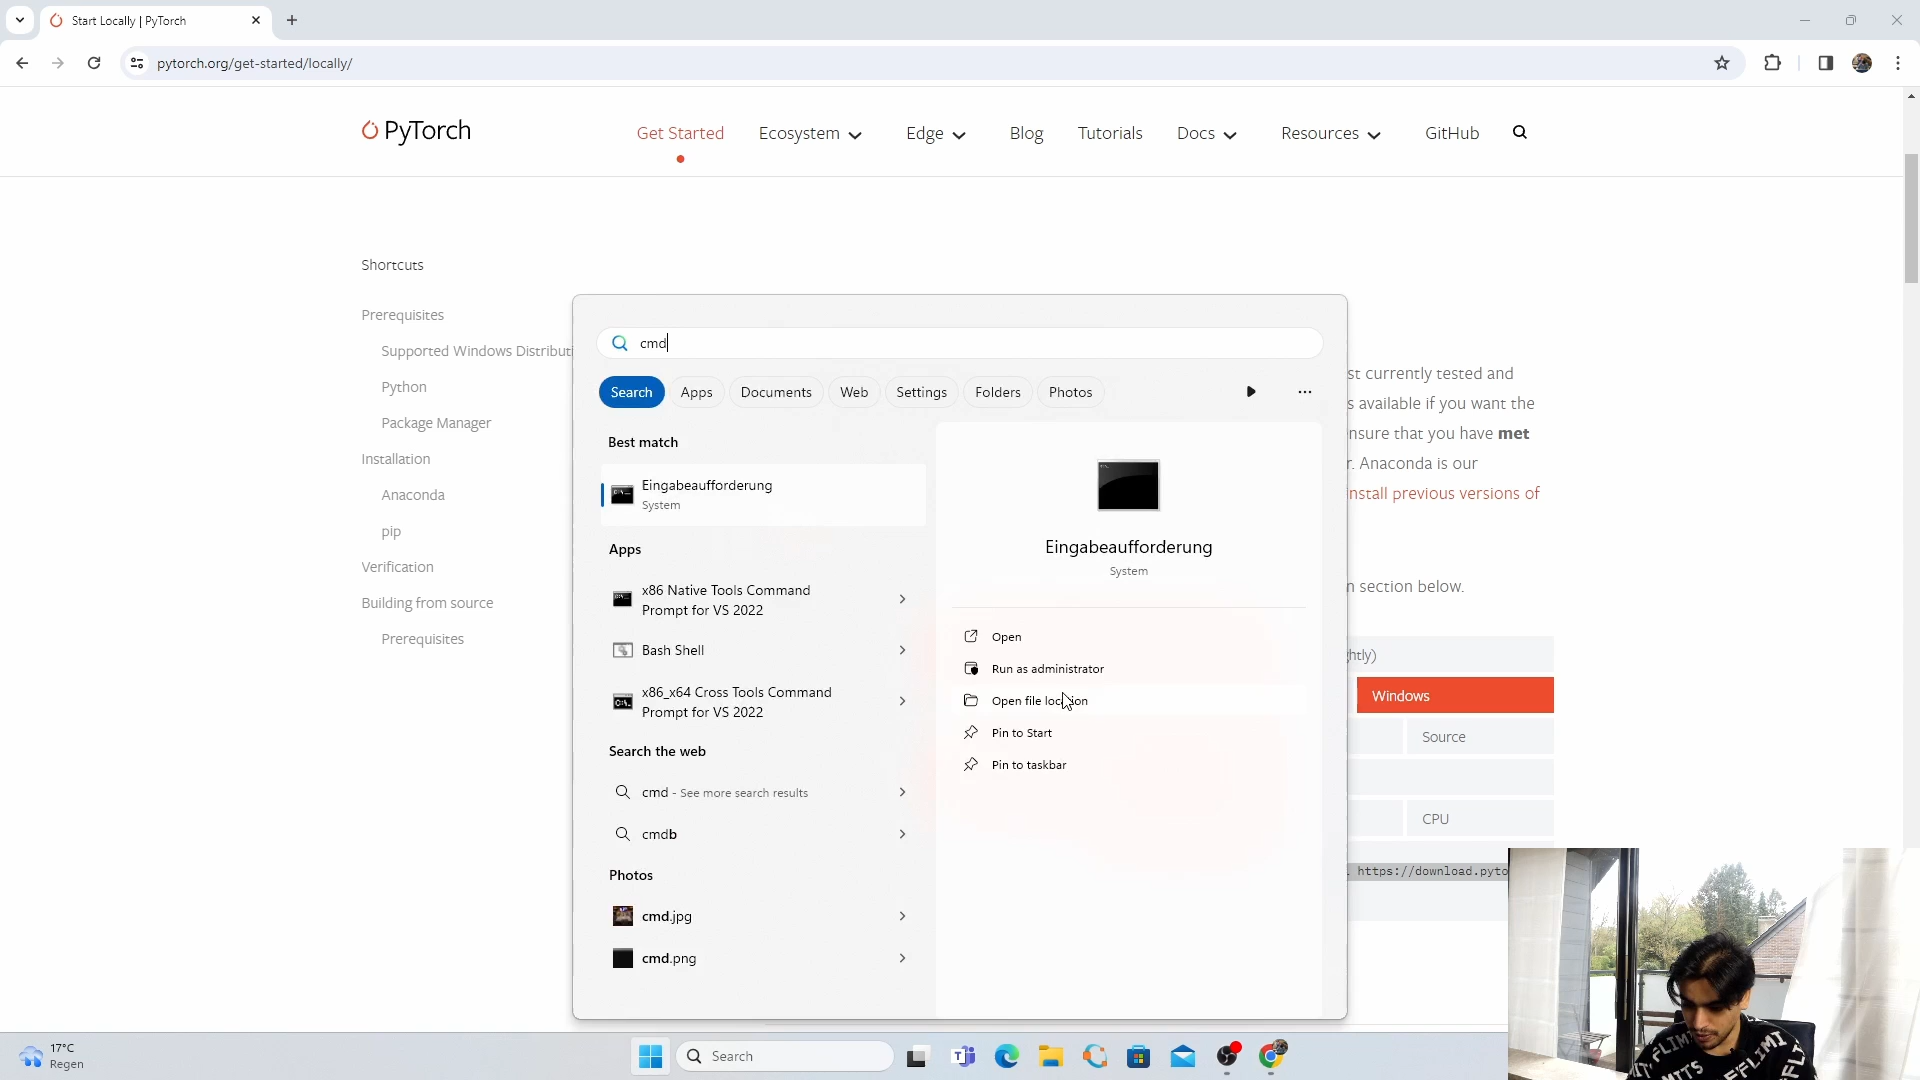 Start Locally | PyTorch
pytorch.org/get-started/locally/
PyTorch
Get Started
Ecosystem
Edge
Blog
Tutorials
Docs
Resources
GitHub
Shortcuts
Prerequisites
Supported Windows Distributi
Python
Package Manager
Installation
Anaconda
pip
Verification
Building from source
Prerequisites
cmd
Search
Apps
Documents
Web
Settings
Folders
Photos
Best match
Eingabeaufforderung
System
Apps
x86 Native Tools Command
Prompt for VS 2022
Bash Shell
x86_x64 Cross Tools Command
Prompt for VS 2022
Search the web
cmd - See more search results
cmdb
Photos
cmd.jpg
cmd.png
Eingabeaufforderung
System
Open
Run as administrator
Open file location
Pin to Start
Pin to taskbar
st currently tested and
s available if you want the
nsure that you have met
r. Anaconda is our
install previous versions of
n section below.
ghtly)
Windows
Source
CPU
https://download.pyto
17°C
Regen
Search